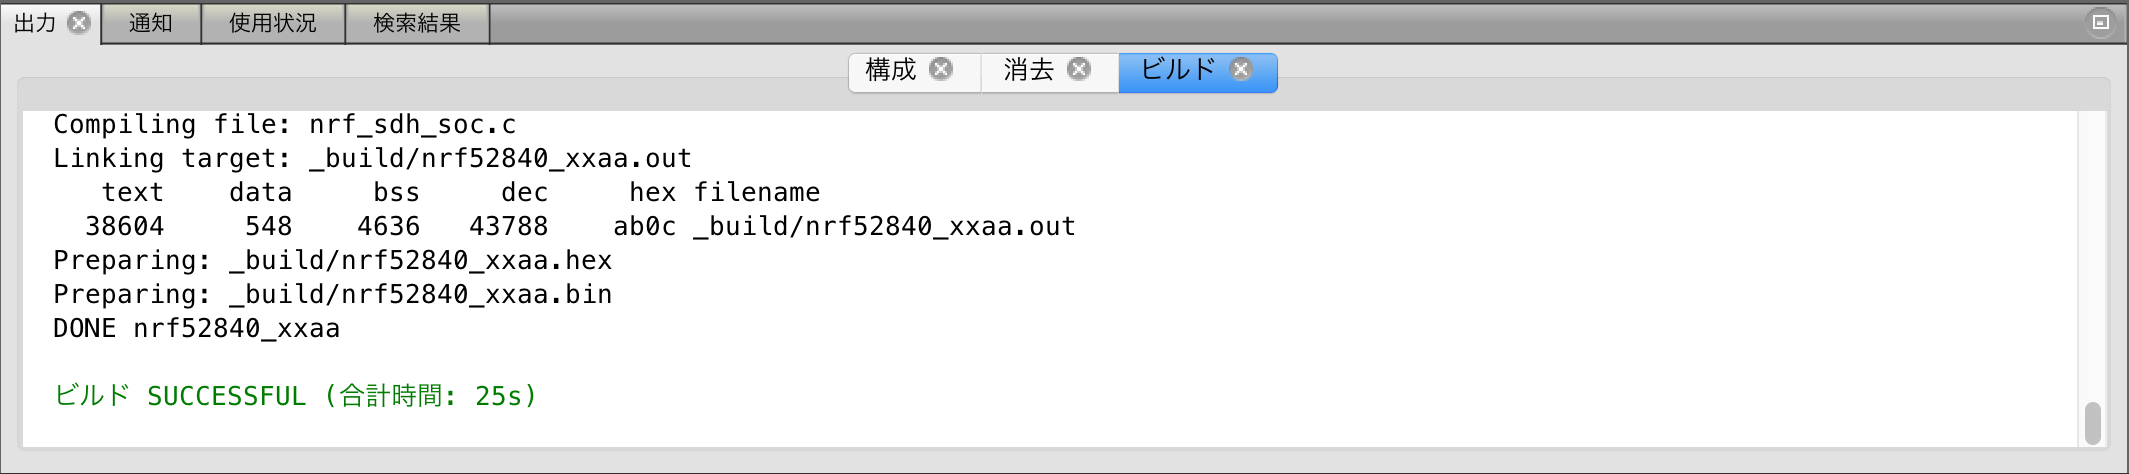 出力 通知 使用状況 検索結果
構成 消去 ビルド
Compiling file: nrf_sdh_soc.c
Linking target: _build/nrf52840_xxaa.out
   text    data     bss     dec     hex filename
  38604     548    4636   43788    ab0c _build/nrf52840_xxaa.out
Preparing: _build/nrf52840_xxaa.hex
Preparing: _build/nrf52840_xxaa.bin
DONE nrf52840_xxaa
ビルド SUCCESSFUL (合計時間: 25s)